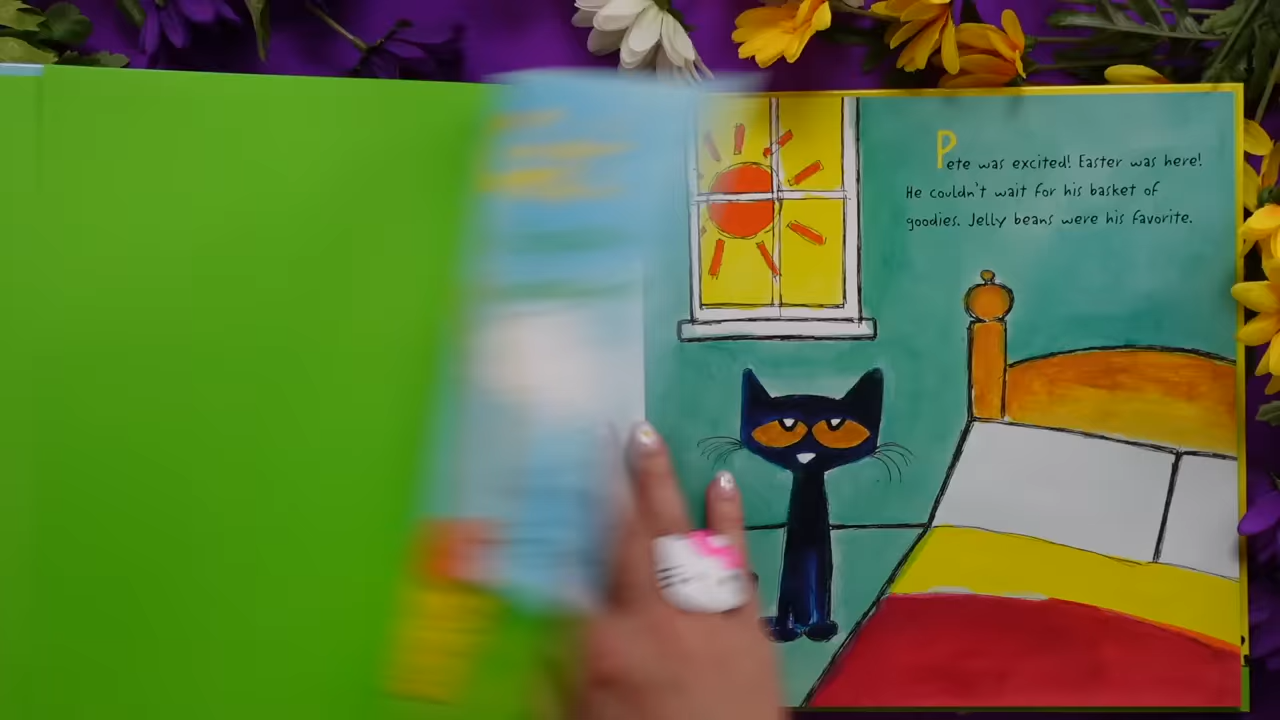 Pete was excited! Easter was here!
He couldn't wait for his basket of
goodies. Jelly beans were his favorite.